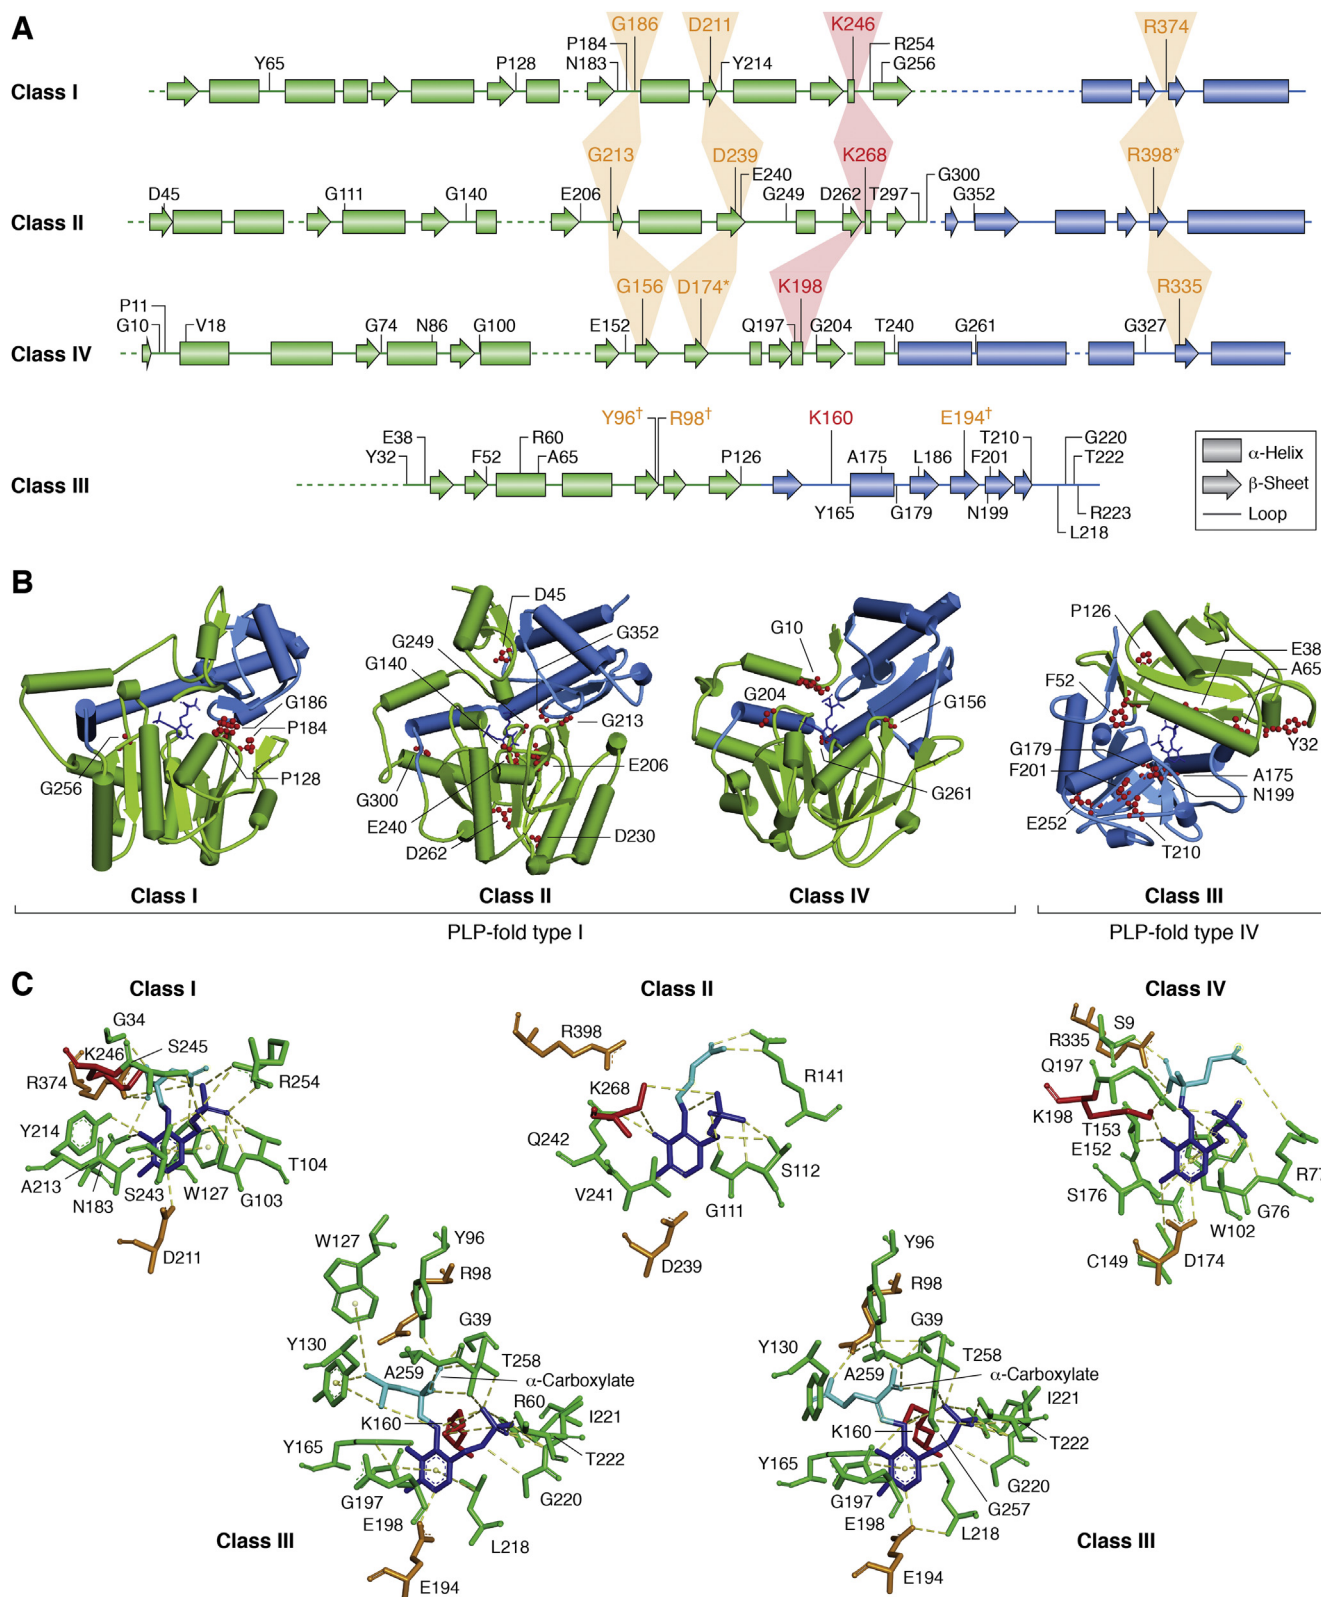 A
G186
D211
K246
R374
P184
N183
Y65
P128
Y214
R254
G256
Class I
G213
D239
K268
R398*
D45
G111
G140
E206
E240
G249
D262
T297
G300
G352
Class II
G156
D174*
K198
R335
P11
G10
V18
G74
N86
G100
E152
Q197
G204
T240
G261
G327
Class IV
Y96†
R98†
K160
E194†
E38
Y32
F52
R60
A65
P126
A175
L186
T210
F201
G220
T222
Class III
Y165
G179
N199
R223
L218
α-Helix
β-Sheet
Loop
B
G186
P184
P128
G256
D45
G249
G352
G140
G213
E206
G300
E240
D262
D230
G10
G204
G156
G261
P126
E38
A65
F52
Y32
G179
F201
A175
N199
E252
T210
Class I
Class II
Class IV
Class III
PLP-fold type I
PLP-fold type IV
C
Class I
Class II
Class IV
G34
K246
S245
R374
R254
Y214
A213
N183
S243
W127
G103
T104
D211
R398
K268
R141
Q242
V241
S112
G111
D239
S9
R335
Q197
K198
T153
E152
S176
R77
G76
W102
C149
D174
W127
Y96
R98
G39
Y130
T258
A259
α-Carboxylate
R60
K160
I221
Y165
T222
G197
G220
E198
L218
E194
Class III
Y96
R98
G39
Y130
T258
A259
α-Carboxylate
I221
K160
T222
Y165
G220
G197
G257
E198
L218
E194
Class III